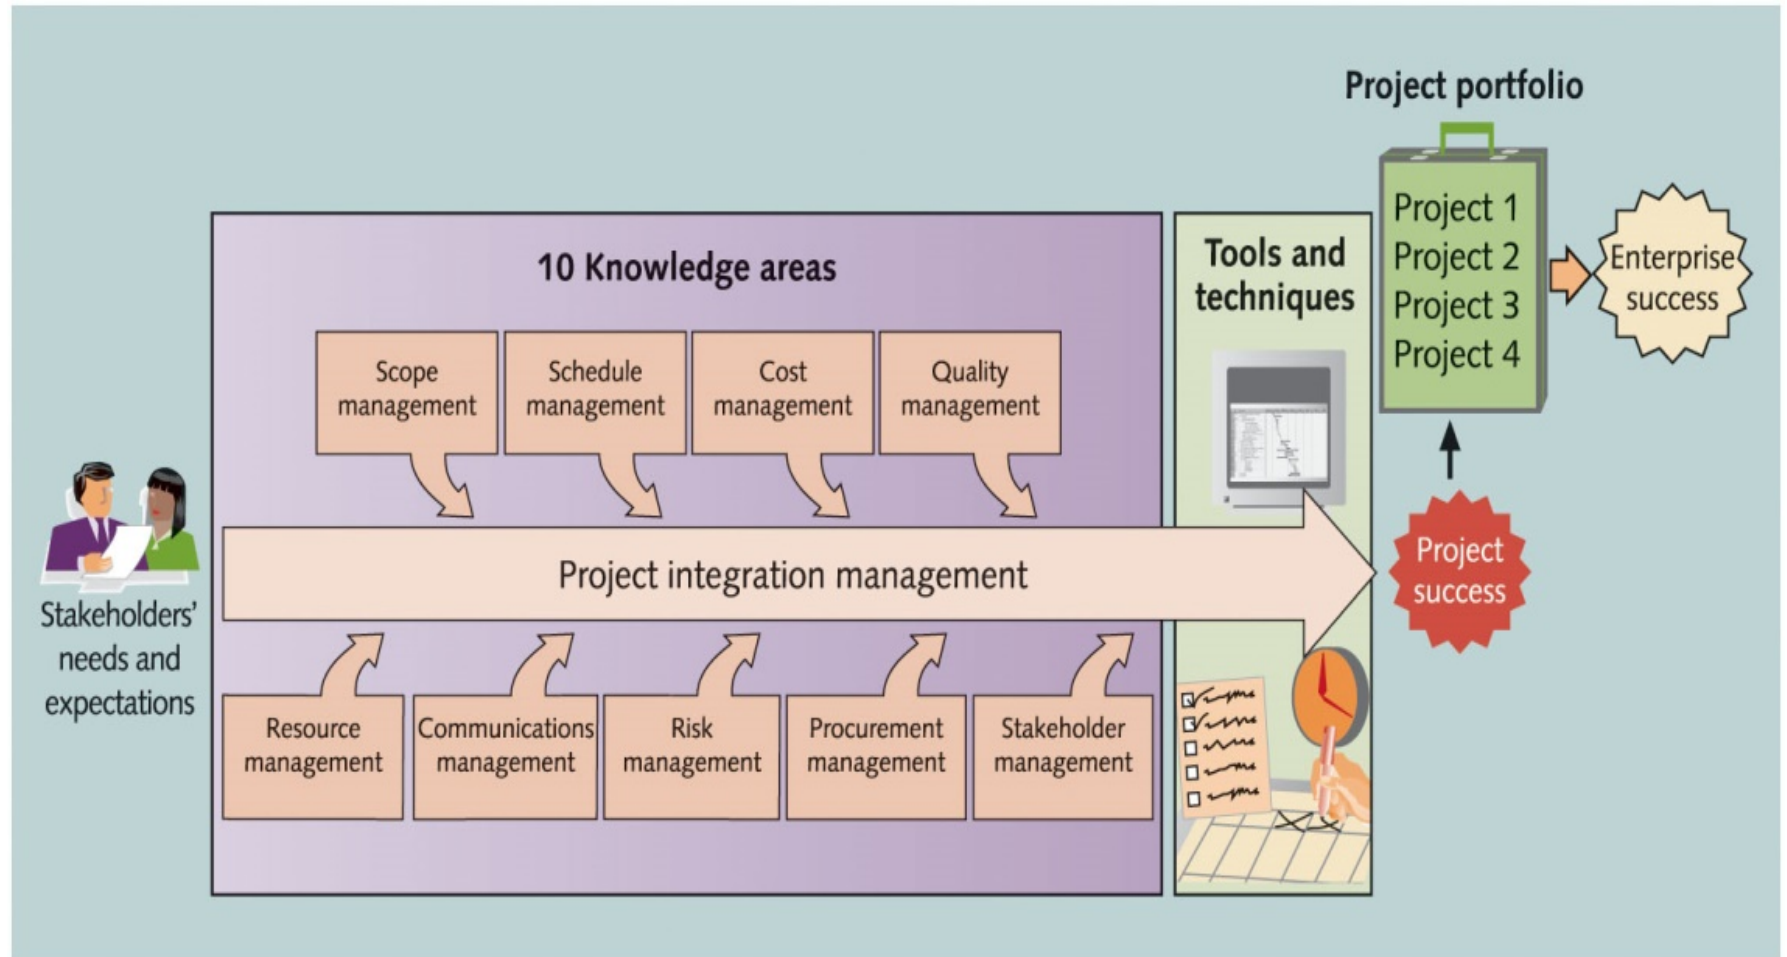 Project portfolio
Project 1
Project 2
Project 3
Project 4
Enterprise
success
10 Knowledge areas
Tools and
techniques
Scope
management
Schedule
management
Cost
management
Quality
management
Stakeholders'
needs and
expectations
Project integration management
Project
success
Resource
management
Communications
management
Risk
management
Procurement
management
Stakeholder
management